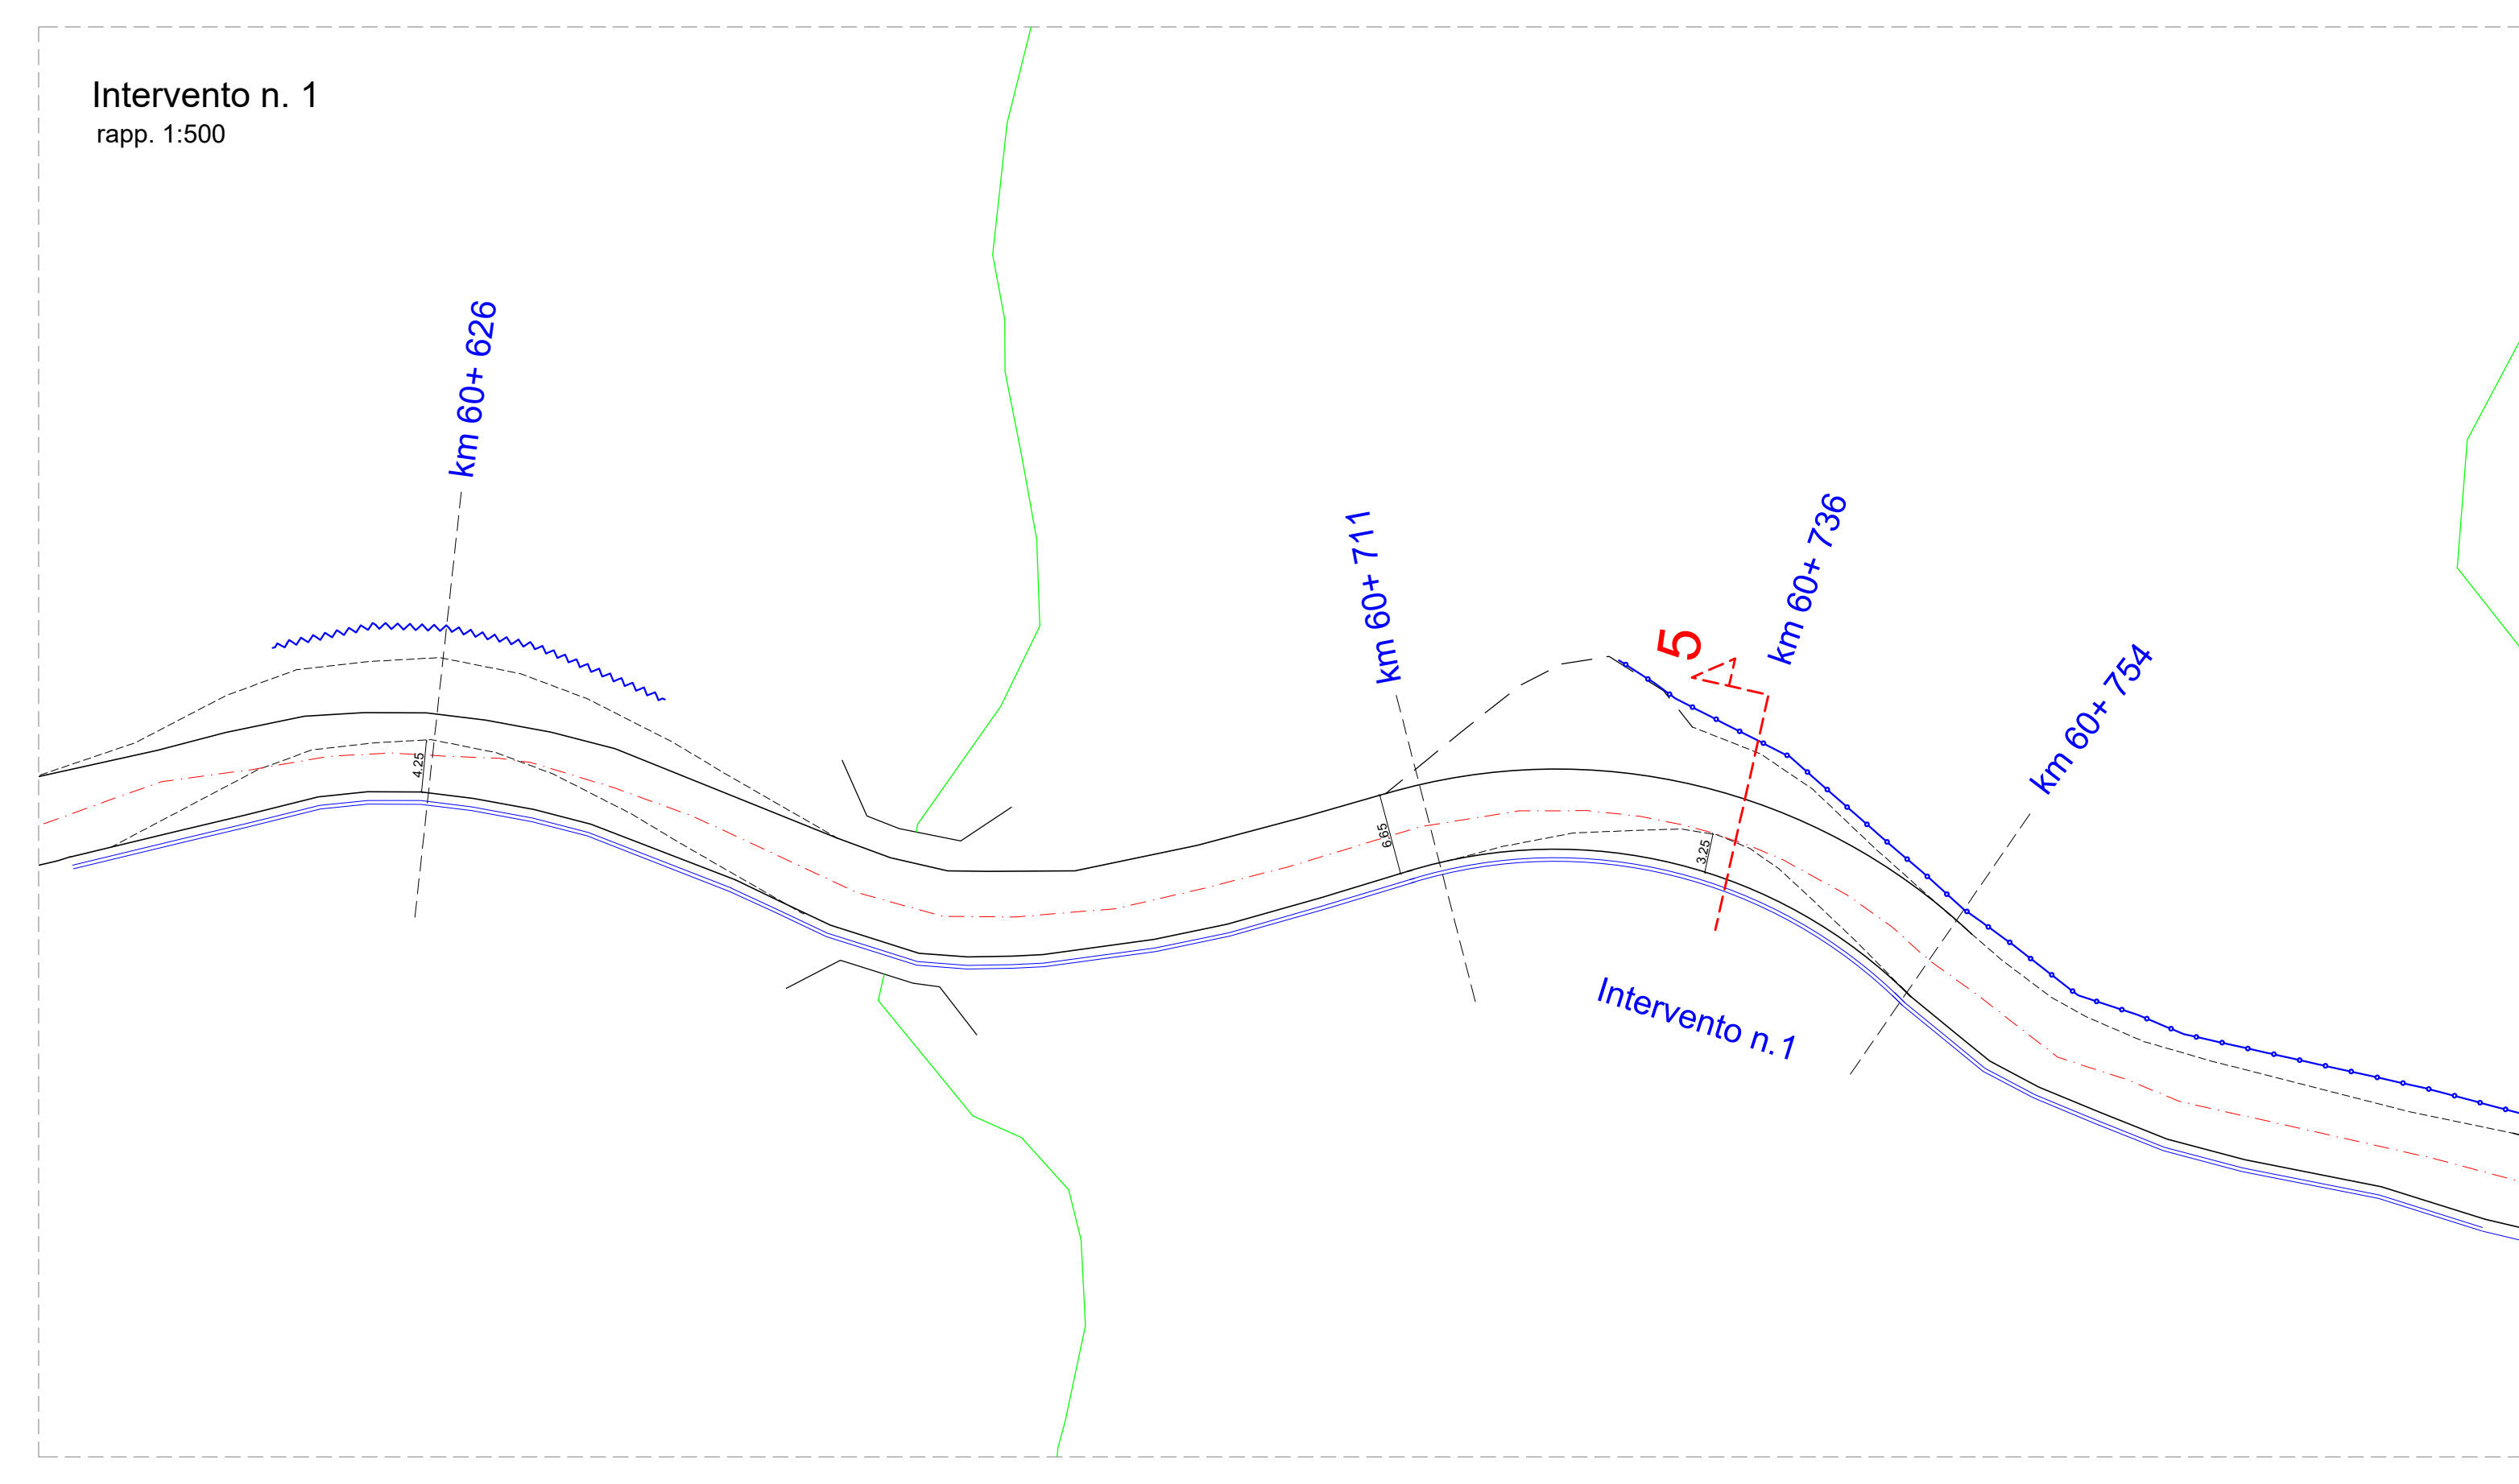 Intervento n. 1
rapp. 1:500
km 60+ 626
4.25
km 60+ 711
6.65
5
km 60+ 736
3.25
km 60+ 754
Intervento n.1